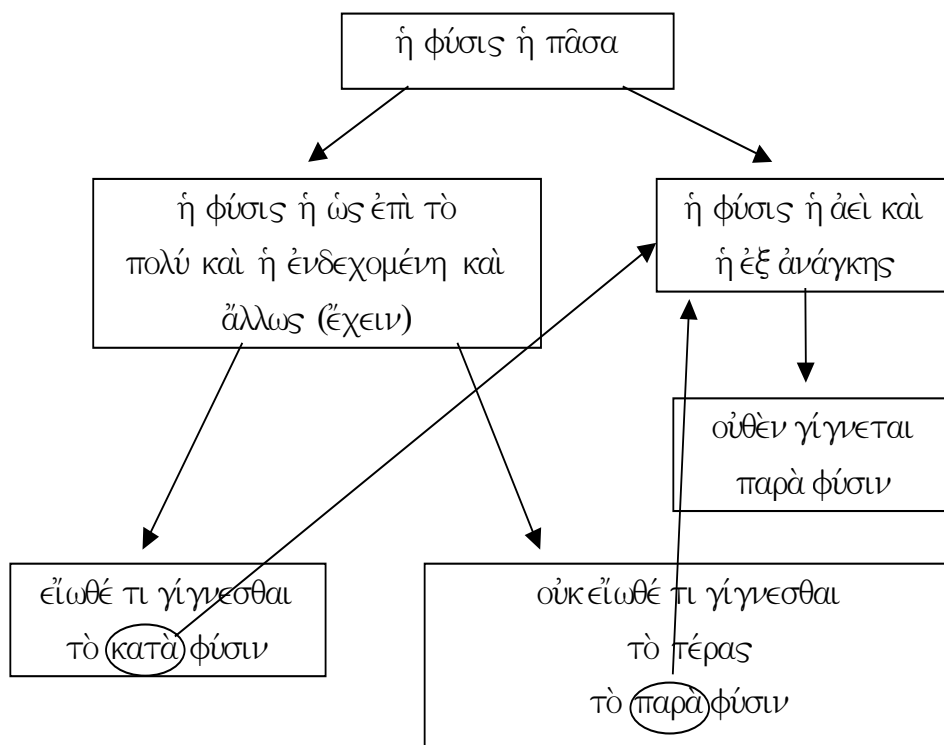 ἡ φύσις ἡ πᾶσα
ἡ φύσις ἡ ὡς ἐπὶ τὸ
πολύ καὶ ἡ ἐνδεχομένη καὶ
ἄλλως (ἔχειν)
ἡ φύσις ἡ ἀεὶ καὶ
ἡ ἐξ ἀνάγκης
οὐθὲν γίγνεται
παρὰ φύσιν
εἴωθέ τι γίγνεσθαι
τὸ κατὰ φύσιν
οὐκ εἴωθέ τι γίγνεσθαι
τὸ τέρας
τὸ παρὰ φύσιν